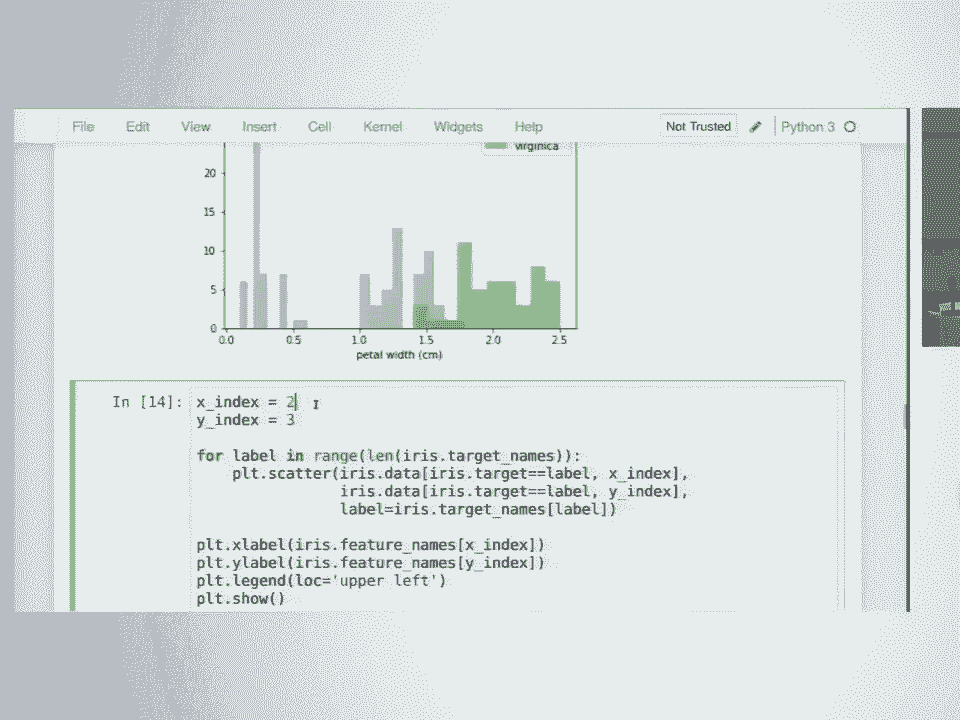 File Edit View Insert Cell Kernel Widgets Help Not Trusted Python 3
virginica
20
15
10
5
0
0.0 0.5 1.0 1.5 2.0 2.5
petal width (cm)
In [14]: x_index = 2
y_index = 3
for label in range(len(iris.target_names)):
plt.scatter(iris.data[iris.target==label, x_index],
iris.data[iris.target==label, y_index],
label=iris.target_names[label])
plt.xlabel(iris.feature_names[x_index])
plt.ylabel(iris.feature_names[y_index])
plt.legend(loc='upper left')
plt.show()